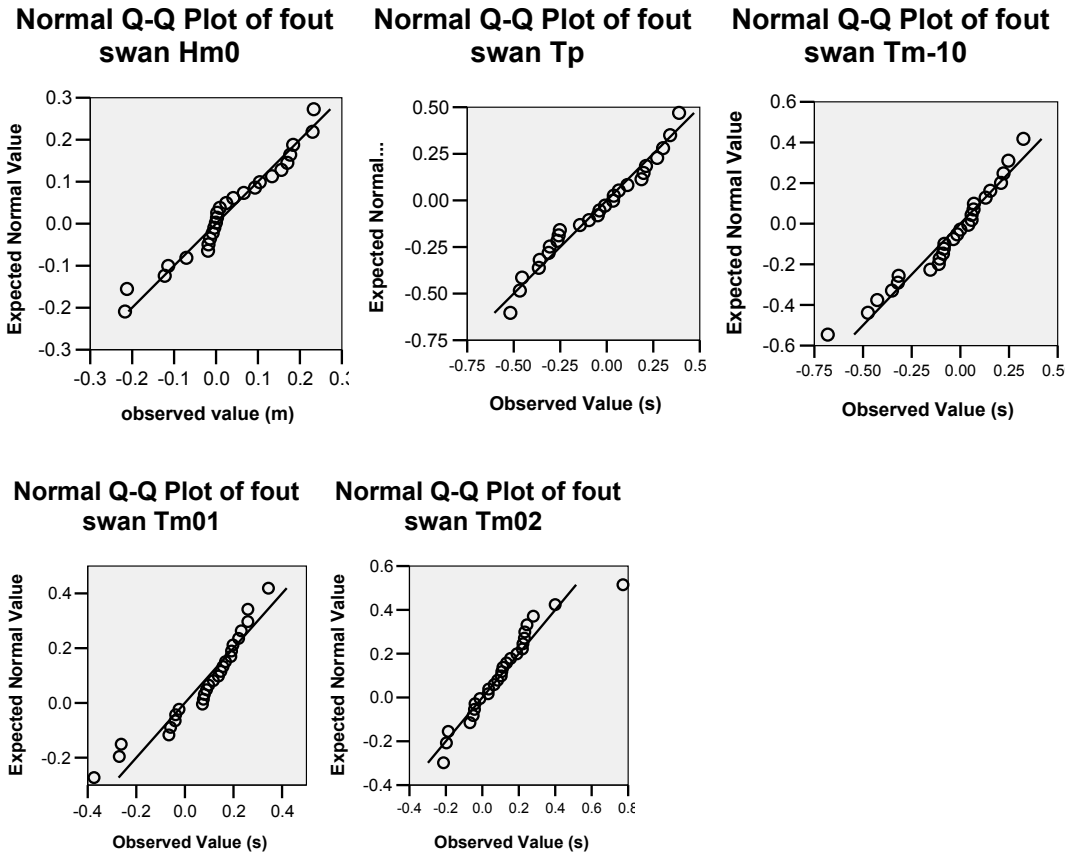 Normal Q-Q Plot of fout
swan Hm0
Expected Normal Value
0.3
0.2
0.1
0.0
-0.1
-0.2
-0.3
-0.3 -0.2 -0.1 0.0 0.1 0.2
observed value (m)
Normal Q-Q Plot of fout
swan Tp
Expected Normal...
0.50
0.25
0.00
-0.25
-0.50
-0.75
-0.75 -0.50 -0.25 0.00 0.25 0.5
Observed Value (s)
Normal Q-Q Plot of fout
swan Tm-10
Expected Normal Value
0.6
0.4
0.2
0.0
-0.2
-0.4
-0.6
-0.75 -0.50 -0.25 0.00 0.25 0.5
Observed Value (s)
Normal Q-Q Plot of fout
swan Tm01
Expected Normal Value
0.4
0.2
0.0
-0.2
-0.4 -0.2 0.0 0.2 0.4
Observed Value (s)
Normal Q-Q Plot of fout
swan Tm02
Expected Normal Value
0.6
0.4
0.2
0.0
-0.2
-0.4
-0.4 -0.2 0.0 0.2 0.4 0.6 0.8
Observed Value (s)